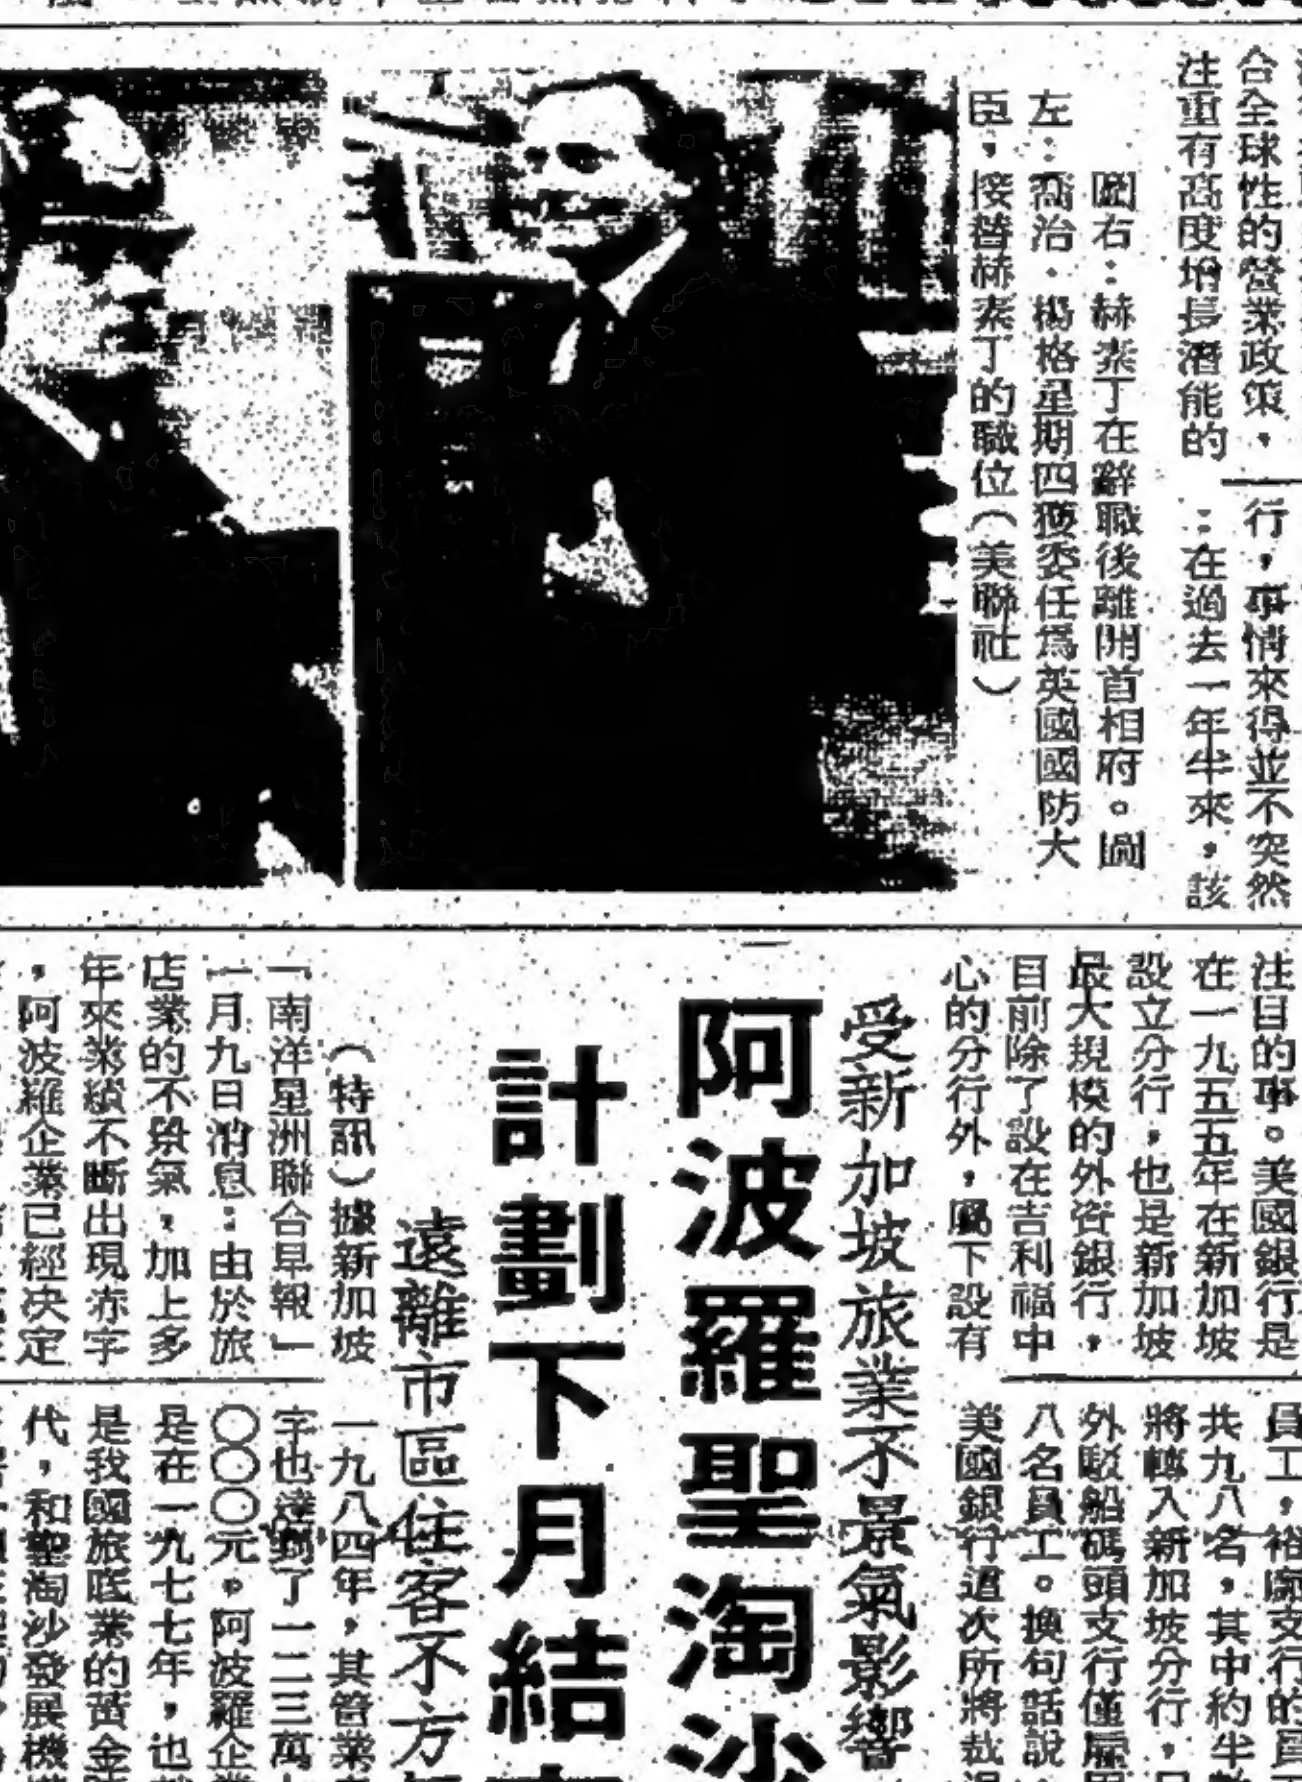 合全球性的營業政策，
注重有高度增長潛能的
行，事情來得並不突然
：在過去一年半來，該
圖右：赫素丁在辭職後離開首相府。圖
左：喬治．楊格星期四獲委任為英國國防大
臣，接替赫素丁的職位（美聯社）
注目的事。美國銀行是
在一九五五年在新加坡
設立分行，也是新加坡
最大規模的外資銀行，
目前除了設在吉利福中
心的分行外，屬下設有
員工，裕廊支行的員工
共九八名，其中約半數
將轉入新加坡分行，
外駁船碼頭支行僅雇用
八名員工。換句話說，
美國銀行這次所將裁
受新加坡旅業不景氣影響
阿波羅聖淘沙
計劃下月結
遠離市區住客不方
（特訊）據新加坡
「南洋星洲聯合早報」
一月九日消息：由於旅
店業的不景氣，加上多
年來業績不斷出現赤字
，阿波羅企業已經決定
一九八四年，其管業
字也達到了一二三萬
〇〇〇元。阿波羅企業
是在一九七七年，也
是我國旅店業的黃金
代，和聖淘沙發展機